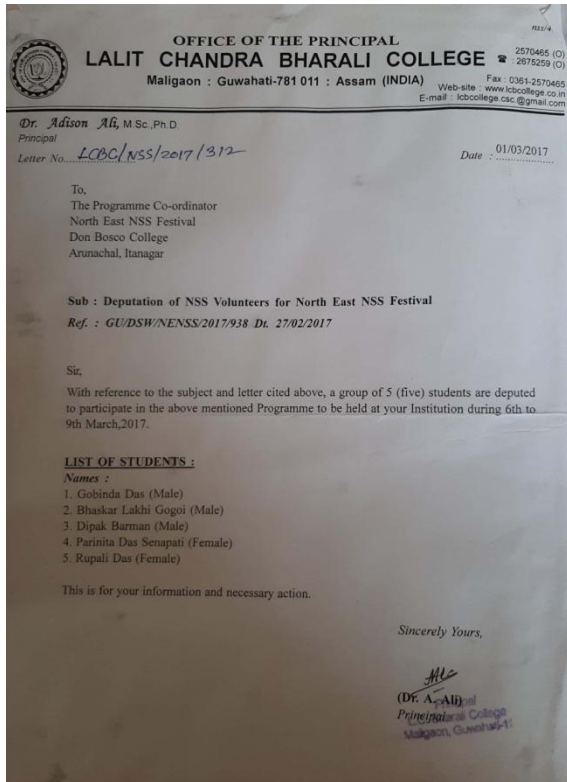 NSS/4
OFFICE OF THE PRINCIPAL
LALIT CHANDRA BHARALI COLLEGE
☎ : 2570465 (O)
: 2675259 (O)
Maligaon : Guwahati-781 011 : Assam (INDIA)
Fax : 0361-2570465
Web-site : www.lcbcollege.co.in
E-mail : lcbcollege.csc.@gmail.com
Dr. Adison Ali, M.Sc.,Ph.D.
Principal
Letter No.....LCBC/NSS/2017/312
Date : 01/03/2017
To,
The Programme Co-ordinator
North East NSS Festival
Don Bosco College
Arunachal, Itanagar
Sub : Deputation of NSS Volunteers for North East NSS Festival
Ref. : GU/DSW/NENSS/2017/938 Dt. 27/02/2017
Sir,
With reference to the subject and letter cited above, a group of 5 (five) students are deputed
to participate in the above mentioned Programme to be held at your Institution during 6th to
9th March,2017.
LIST OF STUDENTS :
Names :
1. Gobinda Das (Male)
2. Bhaskar Lakhi Gogoi (Male)
3. Dipak Barman (Male)
4. Parinita Das Senapati (Female)
5. Rupali Das (Female)
This is for your information and necessary action.
Sincerely Yours,
(Dr. A. Ali)
Principal
Principal
Bharali College
Maligaon, Guwahati-1